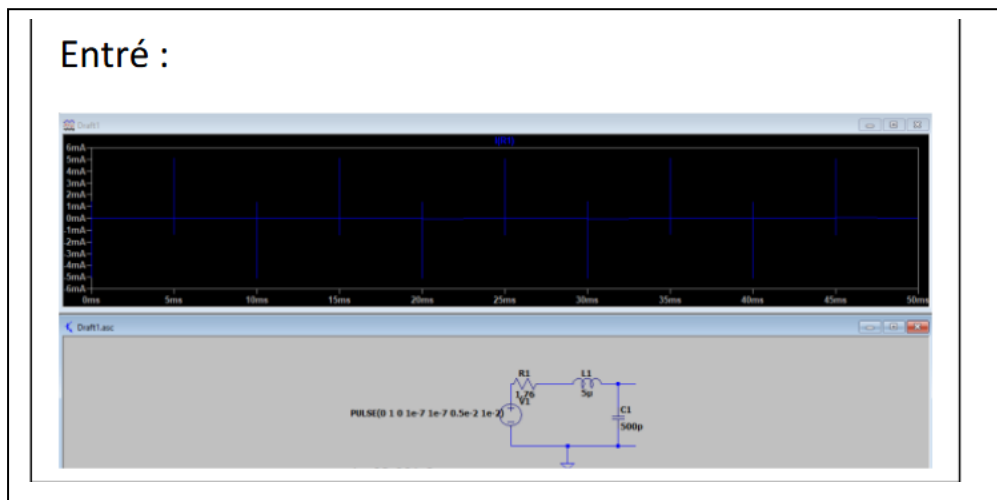 Entré :
Draft1
I(R1)
6mA
5mA
4mA
3mA
2mA
1mA
0mA
-1mA
-2mA
-3mA
-4mA
-5mA
-6mA
0ms 5ms 10ms 15ms 20ms 25ms 30ms 35ms 40ms 45ms 50ms
Draft1.asc
R1 L1
1.76 5µ
V1
PULSE(0 1 0 1e-7 1e-7 0.5e-2 1e-2)
C1
500p